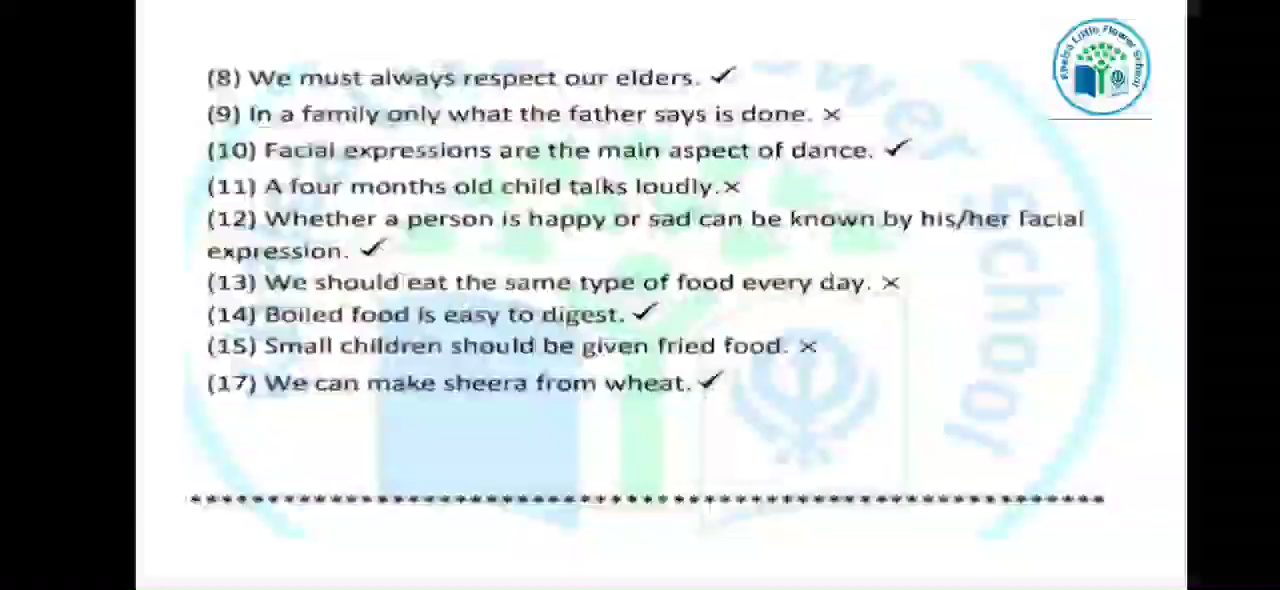 (8) We must always respect our elders. ✓
(9) In a family only what the father says is done. ×
(10) Facial expressions are the main aspect of dance. ✓
(11) A four months old child talks loudly.×
(12) Whether a person is happy or sad can be known by his/her facial
expression. ✓
(13) We should eat the same type of food every day. ×
(14) Boiled food is easy to digest. ✓
(15) Small children should be given fried food. ×
(17) We can make sheera from wheat. ✓
Little Flower School